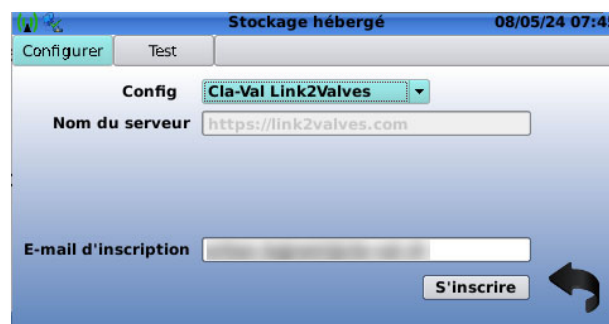 Stockage hébergé 08/05/24 07:4
Configurer Test
Config Cla-Val Link2Valves
Nom du serveur https://link2valves.com
E-mail d'inscription
S'inscrire